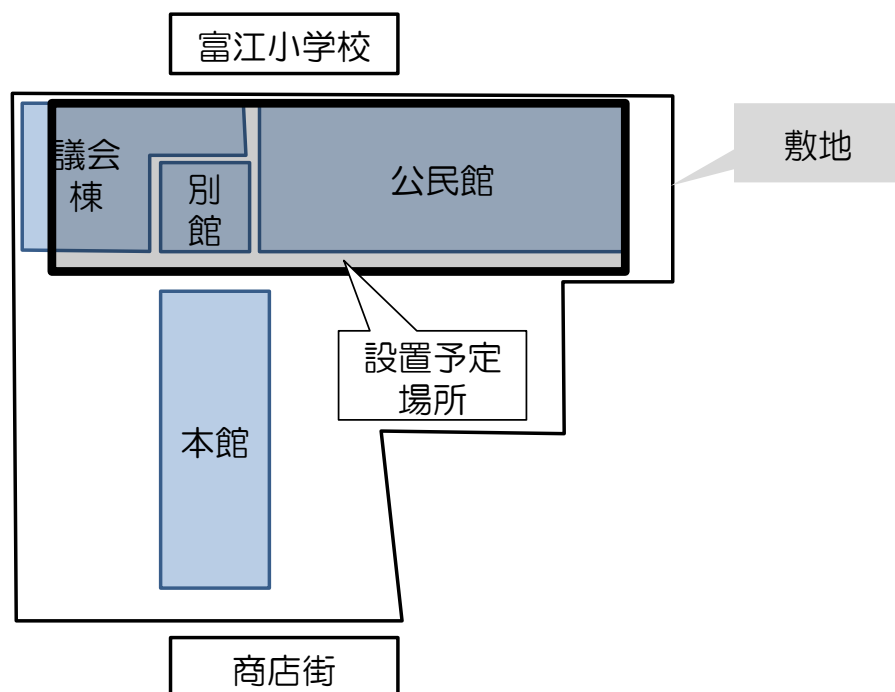 富江小学校
敷地
議会
棟
別
館
公民館
設置予定
場所
本館
商店街